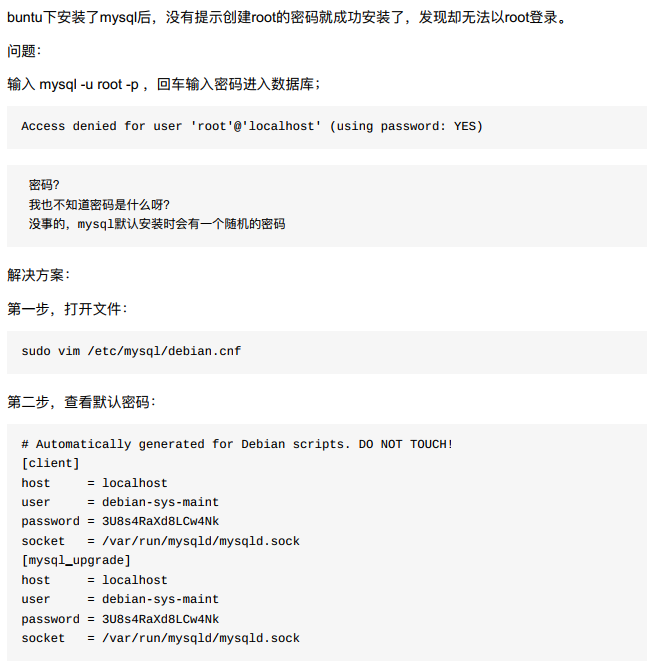 buntu下安装了mysql后，没有提示创建root的密码就成功安装了，发现却无法以root登录。
问题：
输入 mysql -u root -p ，回车输入密码进入数据库；
Access denied for user 'root'@'localhost' (using password: YES)
密码?
我也不知道密码是什么呀?
没事的，mysql默认安装时会有一个随机的密码
解决方案：
第一步，打开文件：
sudo vim /etc/mysql/debian.cnf
第二步，查看默认密码：
# Automatically generated for Debian scripts. DO NOT TOUCH!
[client]
host     = localhost
user     = debian-sys-maint
password = 3U8s4RaXd8LCw4Nk
socket   = /var/run/mysqld/mysqld.sock
[mysql_upgrade]
host     = localhost
user     = debian-sys-maint
password = 3U8s4RaXd8LCw4Nk
socket   = /var/run/mysqld/mysqld.sock